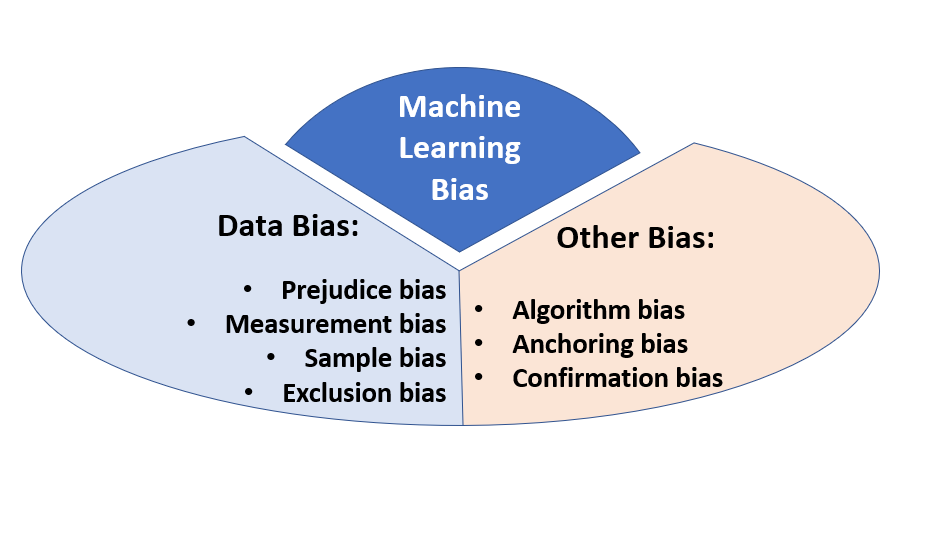 Machine
Learning
Bias
Data Bias:
• Prejudice bias
• Measurement bias
• Sample bias
• Exclusion bias
Other Bias:
• Algorithm bias
• Anchoring bias
• Confirmation bias